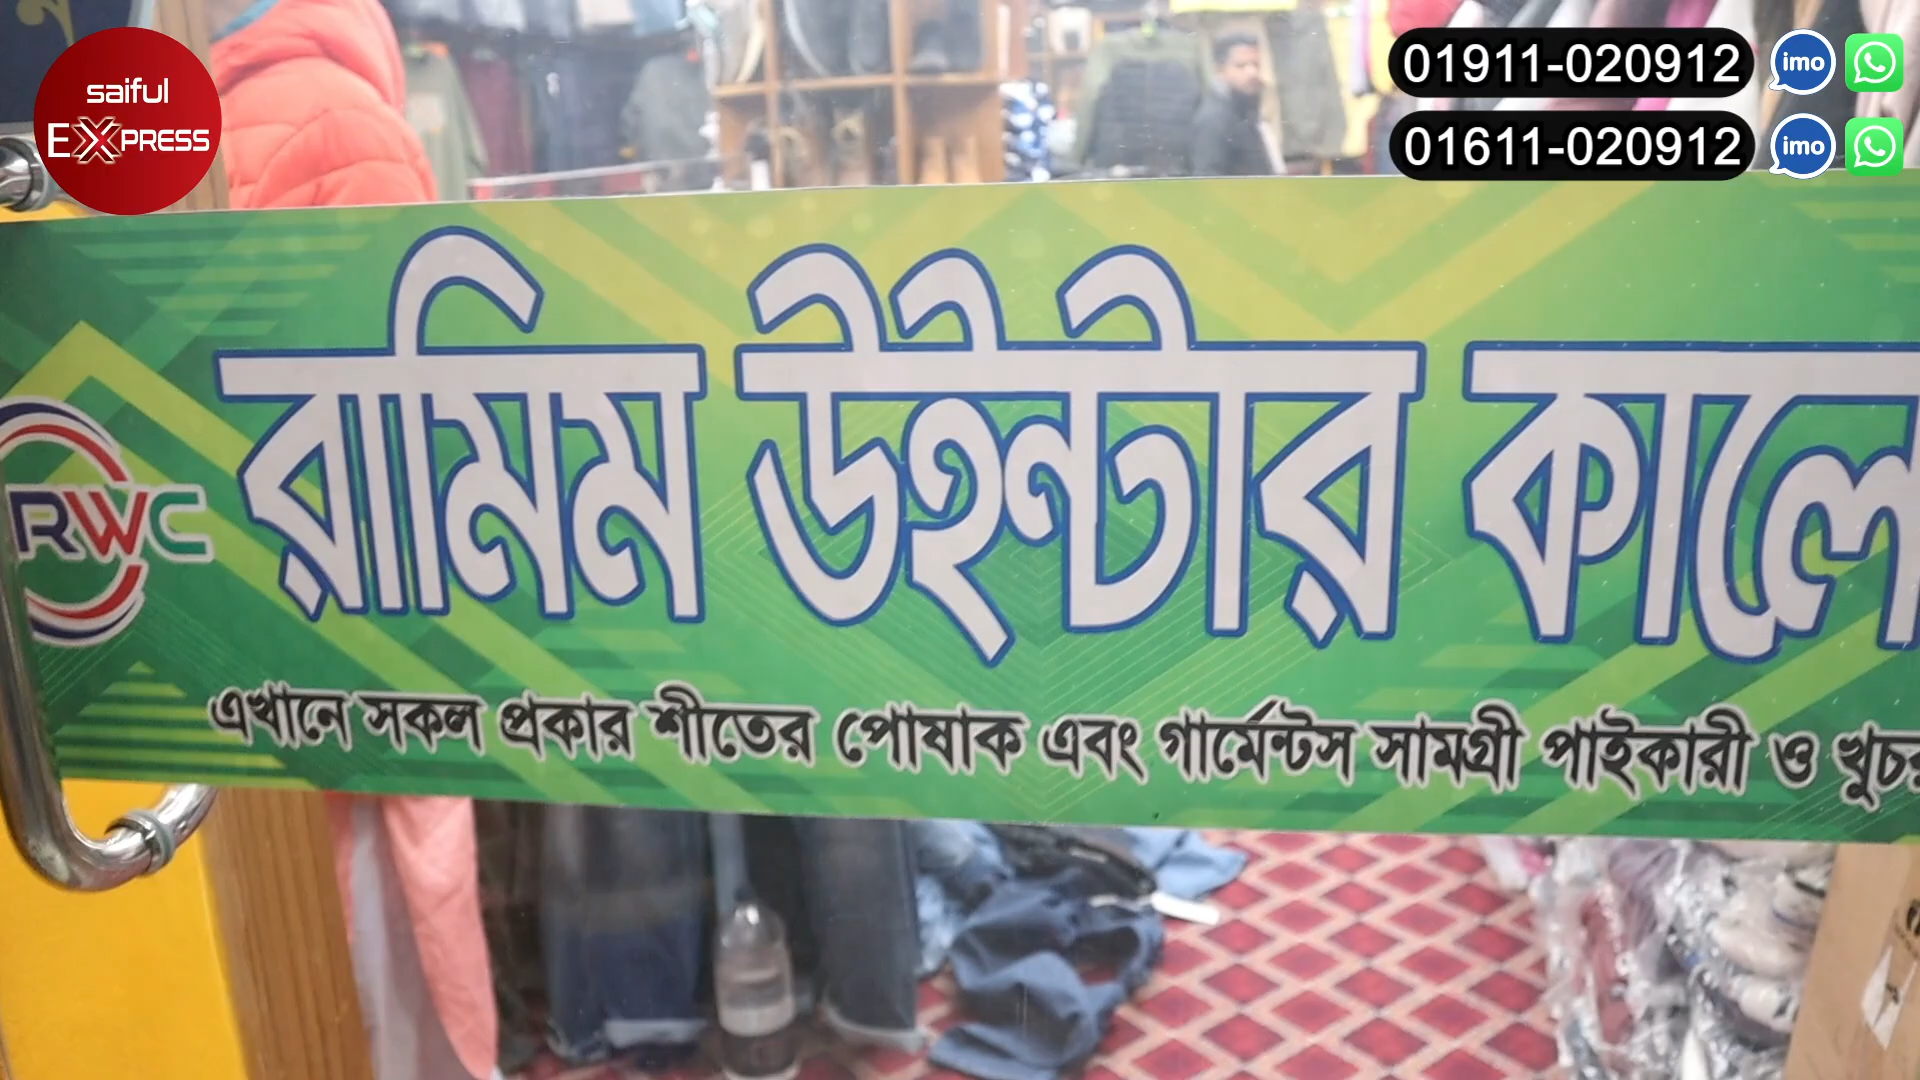 saiful
EXPRESS
01911-020912 imo
01611-020912 imo
রামিম উইন্টার
RWC
এখানে সকল প্রকার শীতের পোষাক এবং গার্মেন্টস সামগ্রী পাইকারী ও